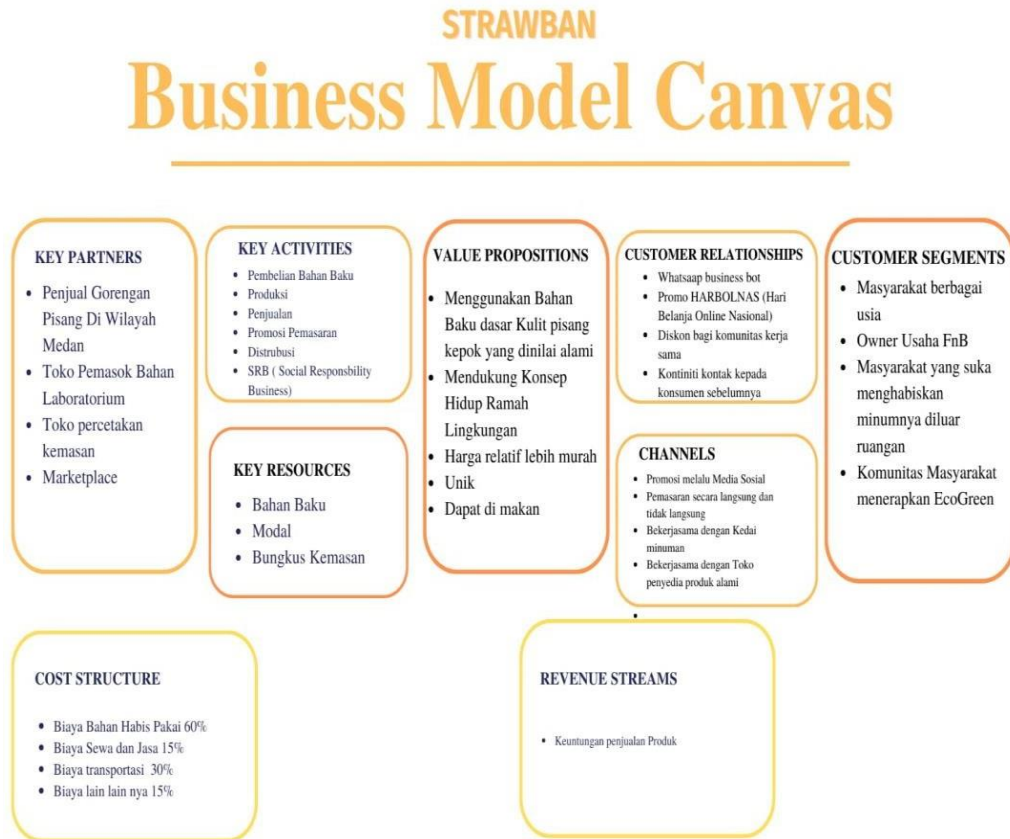 STRAWBAN
Business Model Canvas
KEY PARTNERS
• Penjual Gorengan
Pisang Di Wilayah
Medan
• Toko Pemasok Bahan
Laboratorium
• Toko percetakan
kemasan
• Marketplace
KEY ACTIVITIES
• Pembelian Bahan Baku
• Produksi
• Penjualan
• Promosi Pemasaran
• Distrubusi
• SRB ( Social Responsbility
Business)
KEY RESOURCES
• Bahan Baku
• Modal
• Bungkus Kemasan
VALUE PROPOSITIONS
• Menggunakan Bahan
Baku dasar Kulit pisang
kepok yang dinilai alami
• Mendukung Konsep
Hidup Ramah
Lingkungan
• Harga relatif lebih murah
• Unik
• Dapat di makan
CUSTOMER RELATIONSHIPS
• Whatsaap business bot
• Promo HARBOLNAS (Hari
Belanja Online Nasional)
• Diskon bagi komunitas kerja
sama
• Kontiniti kontak kepada
konsumen sebelumnya
CHANNELS
• Promosi melalu Media Sosial
• Pemasaran secara langsung dan
tidak langsung
• Bekerjasama dengan Kedai
minuman
• Bekerjasama dengan Toko
penyedia produk alami
•
CUSTOMER SEGMENTS
• Masyarakat berbagai
usia
• Owner Usaha FnB
• Masyarakat yang suka
menghabiskan
minumnya diluar
ruangan
• Komunitas Masyarakat
menerapkan EcoGreen
COST STRUCTURE
• Biaya Bahan Habis Pakai 60%
• Biaya Sewa dan Jasa 15%
• Biaya transportasi 30%
• Biaya lain lain nya 15%
REVENUE STREAMS
• Keuntungan penjualan Produk